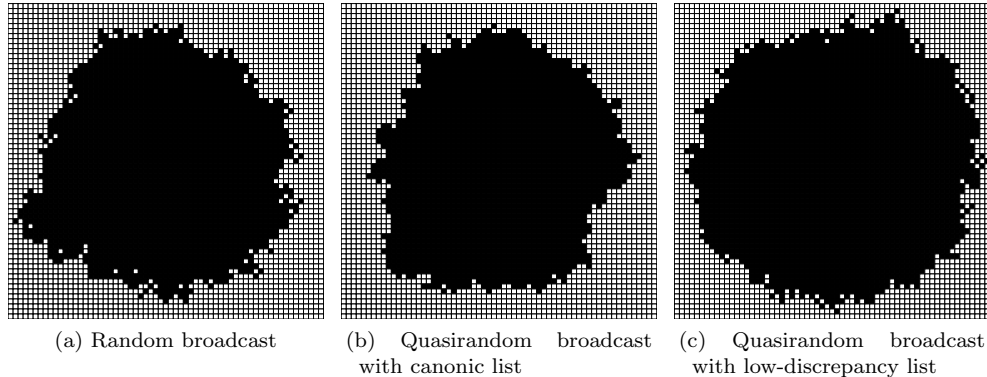 (a) Random broadcast
(b) Quasirandom broadcast
with canonic list
(c) Quasirandom broadcast
with low-discrepancy list